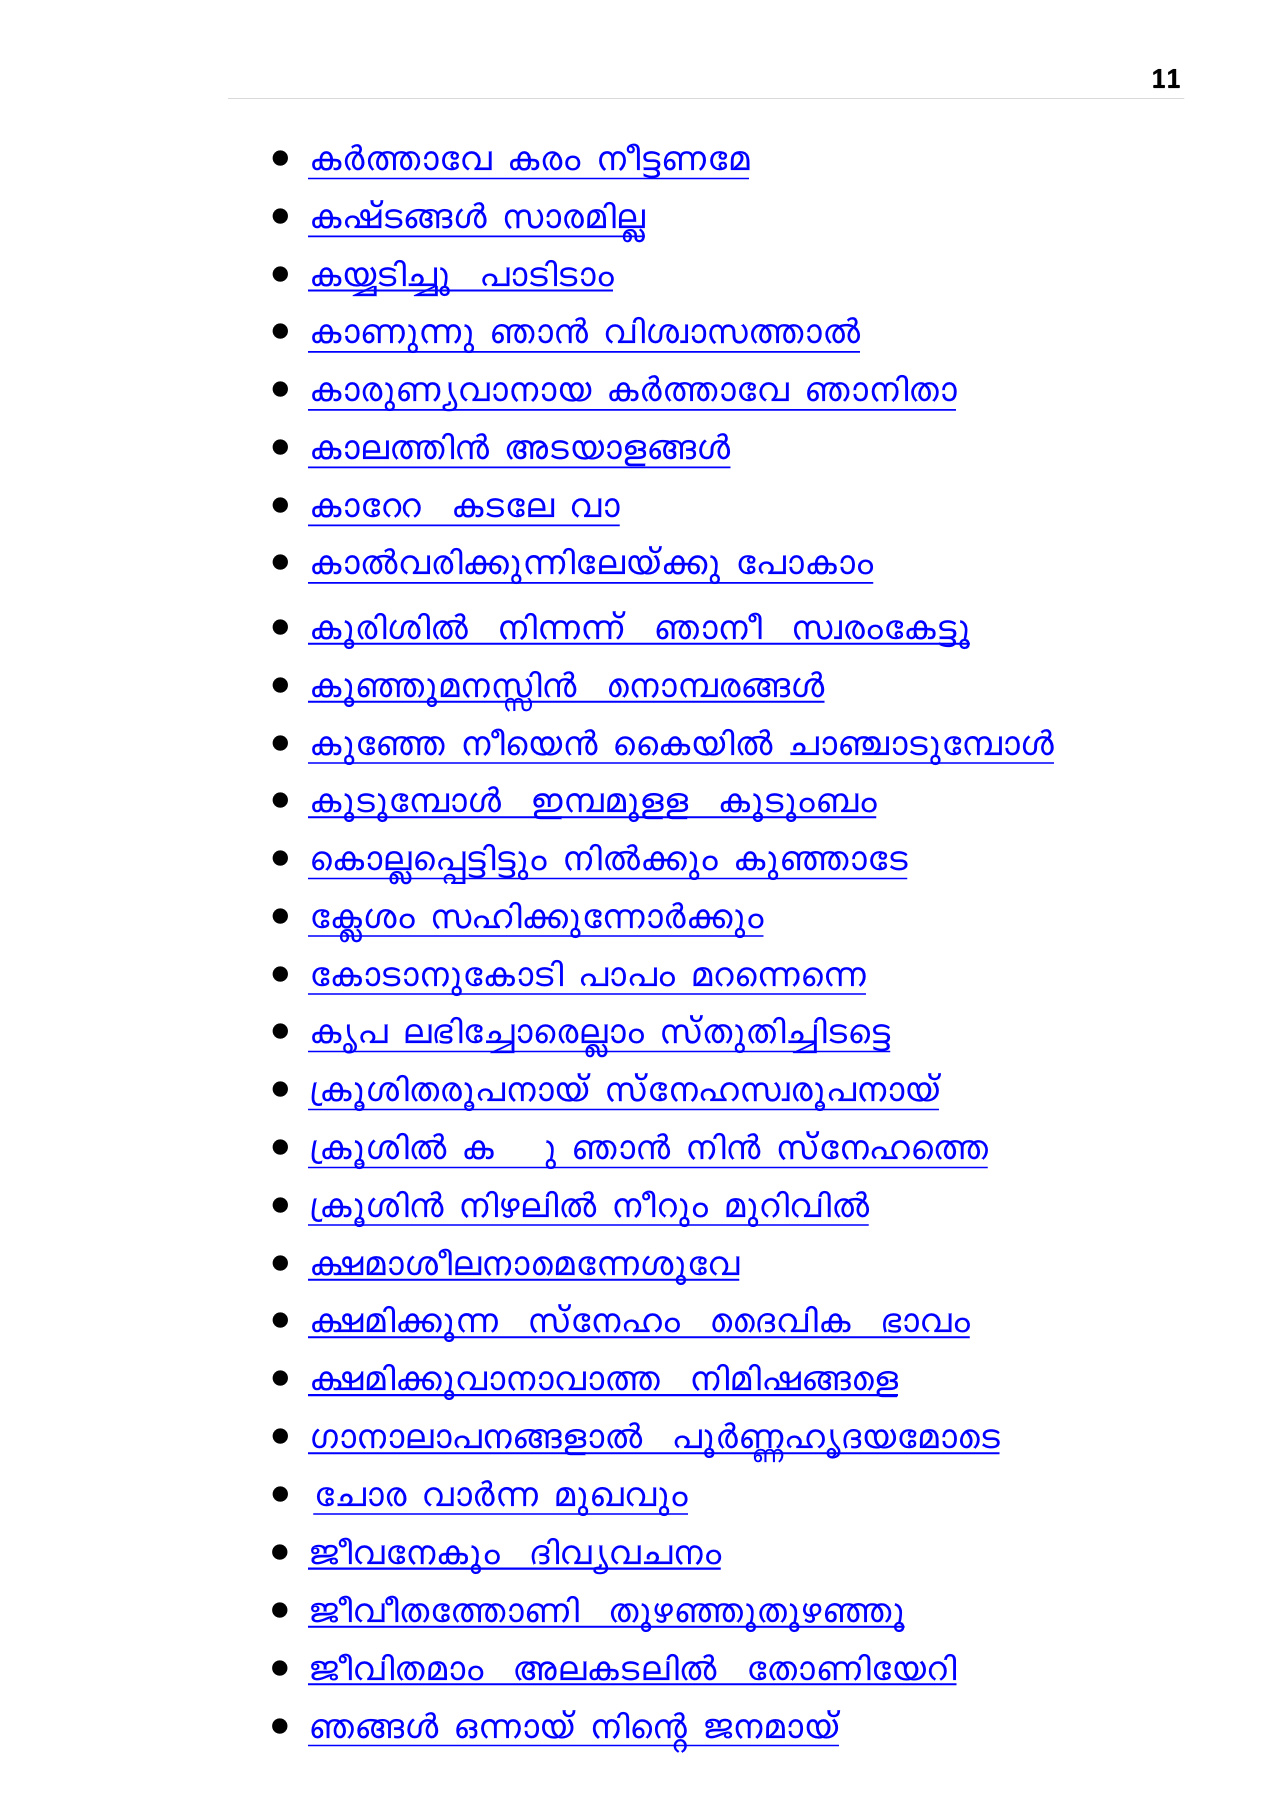 11
കർത്താവേ കരം നീട്ടണമേ
കഷ്ടങ്ങൾ സാരമില്ല
കയ്യടിച്ചു പാടിടാം
കാണുന്നു ഞാൻ വിശ്വാസത്താൽ
കാരുണ്യവാനായ കർത്താവേ ഞാനിതാ
കാലത്തിൻ അടയാളങ്ങൾ
കാറേറ കടലേ വാ
കാൽവരിക്കുന്നിലേയ്ക്കു പോകാം
കുരിശിൽ നിന്നന്ന് ഞാനീ സ്വരംകേട്ടു
കുഞ്ഞുമനസ്സിൻ നൊമ്പരങ്ങൾ
കുഞ്ഞേ നീയെൻ കൈയിൽ ചാഞ്ചാടുമ്പോൾ
കൂടുമ്പോൾ ഇമ്പമുളള കുടുംബം
കൊല്ലപ്പെട്ടിട്ടും നിൽക്കും കുഞ്ഞാടേ
ക്ലേശം സഹിക്കുന്നോർക്കും
കോടാനുകോടി പാപം മറന്നെന്നെ
കൃപ ലഭിച്ചോരെല്ലാം സ്തുതിച്ചിടട്ടെ
ക്രൂശിതരൂപനായ് സ്നേഹസ്വരൂപനായ്
ക്രൂശിൽ ക ു ഞാൻ നിൻ സ്നേഹത്തെ
ക്രൂശിൻ നിഴലിൽ നീറും മുറിവിൽ
ക്ഷമാശീലനാമെന്നേശുവേ
ക്ഷമിക്കുന്ന സ്നേഹം ദൈവിക ഭാവം
ക്ഷമിക്കുവാനാവാത്ത നിമിഷങ്ങളെ
ഗാനാലാപനങ്ങളാൽ പൂർണ്ണഹൃദയമോടെ
ചോര വാർന്ന മുഖവും
ജീവനേകും ദിവ്യവചനം
ജീവീതത്തോണി തുഴഞ്ഞുതുഴഞ്ഞു
ജീവിതമാം അലകടലിൽ തോണിയേറി
ഞങ്ങൾ ഒന്നായ് നിന്റെ ജനമായ്